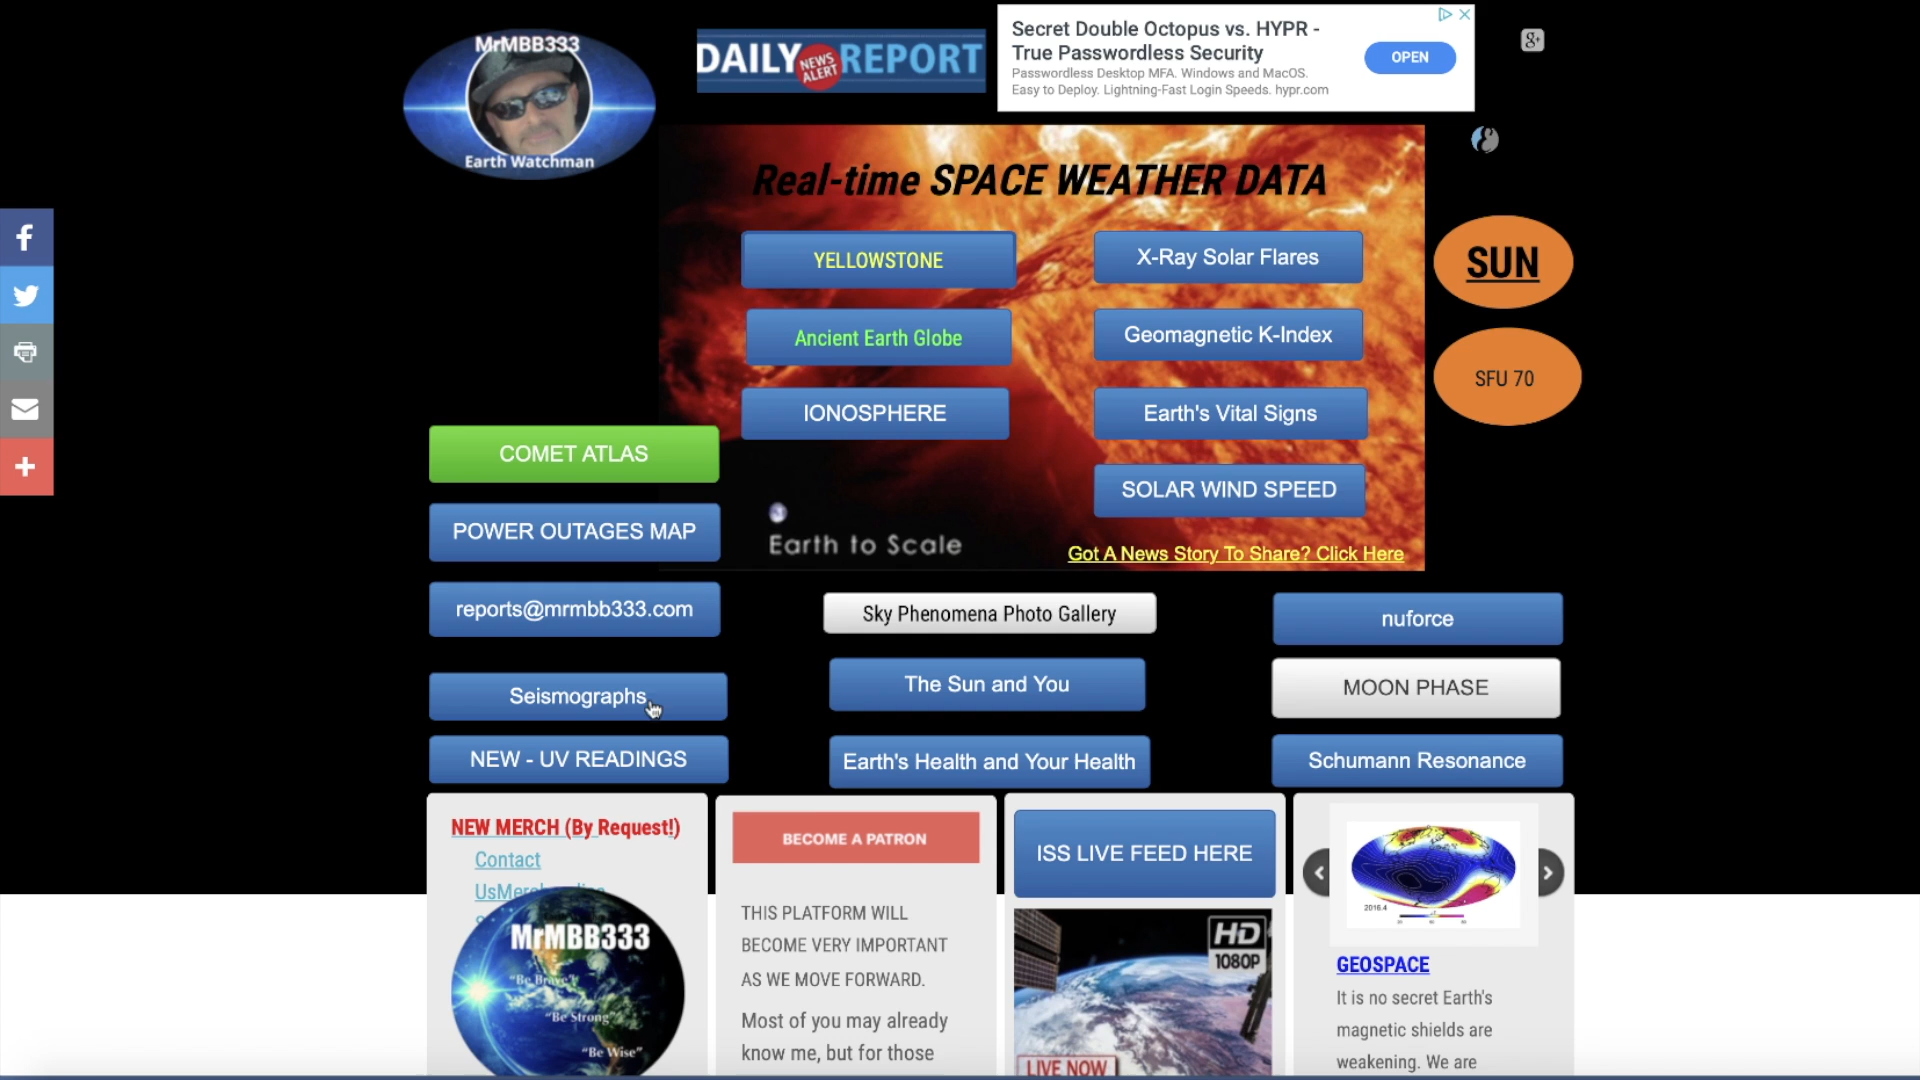 MrMBB333
Earth Watchman
DAILY NEWS ALERT REPORT
Secret Double Octopus vs. HYPR -
True Passwordless Security
Passwordless Desktop MFA. Windows and MacOS.
Easy to Deploy. Lightning-Fast Login Speeds. hypr.com
OPEN
Real-time SPACE WEATHER DATA
YELLOWSTONE
X-Ray Solar Flares
SUN
Ancient Earth Globe
Geomagnetic K-Index
SFU 70
IONOSPHERE
Earth's Vital Signs
COMET ATLAS
SOLAR WIND SPEED
POWER OUTAGES MAP
Earth to Scale
Got A News Story To Share? Click Here
reports@mrmbb333.com
Sky Phenomena Photo Gallery
nuforce
Seismographs
The Sun and You
MOON PHASE
NEW - UV READINGS
Earth's Health and Your Health
Schumann Resonance
NEW MERCH (By Request!)
Contact
MrMBB333
"Be Brave"
"Be Strong"
"Be Wise"
BECOME A PATRON
THIS PLATFORM WILL
BECOME VERY IMPORTANT
AS WE MOVE FORWARD.
Most of you may already
know me, but for those
ISS LIVE FEED HERE
HD
1080P
LIVE NOW
2016.4
GEOSPACE
It is no secret Earth's
magnetic shields are
weakening. We are